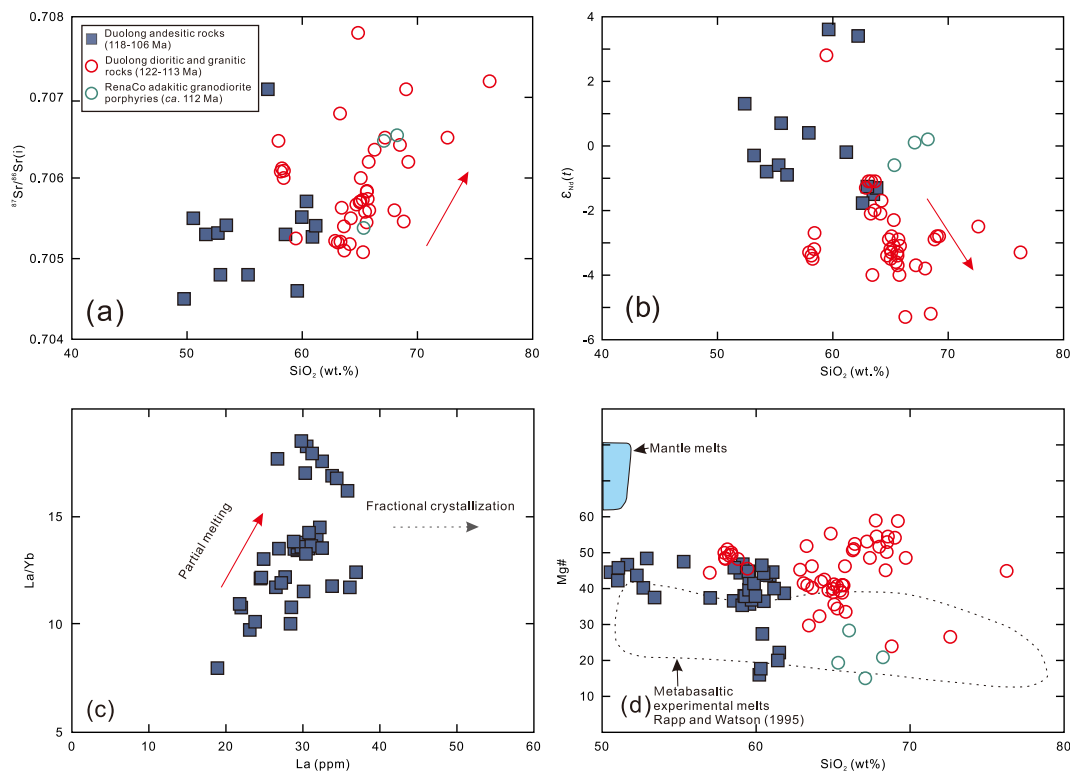 Duolong andesitic rocks
(118-106 Ma)
Duolong dioritic and granitic
rocks (122-113 Ma)
RenaCo adakitic granodiorite
porphyries (ca. 112 Ma)
0.708
0.707
0.706
0.705
0.704
⁸⁷Sr/⁸⁶Sr(i)
(a)
40
50
60
70
80
SiO₂ (wt.%)
4
2
0
-2
-4
-6
εNd(t)
(b)
40
50
60
70
80
SiO₂ (wt.%)
15
10
5
La/Yb
Partial melting
Fractional crystallization
(c)
0
10
20
30
40
50
60
La (ppm)
Mantle melts
60
50
40
30
20
10
Mg#
Metabasaltic
experimental melts
Rapp and Watson (1995)
(d)
50
60
70
80
SiO₂ (wt%)